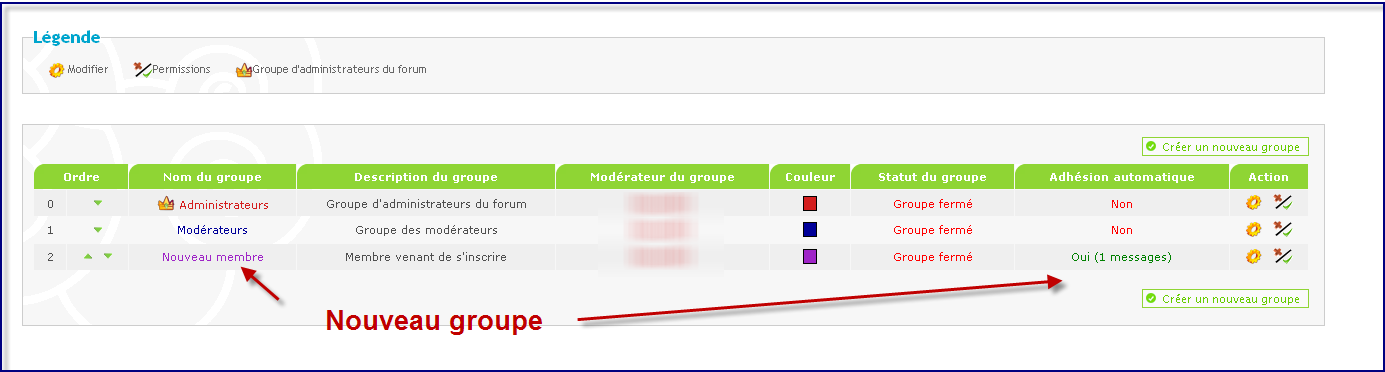 Légende
Modifier Permissions Groupe d'administrateurs du forum
Créer un nouveau groupe
Ordre Nom du groupe Description du groupe Modérateur du groupe Couleur Statut du groupe Adhésion automatique Action
0 Administrateurs Groupe d'administrateurs du forum Groupe fermé Non
1 Modérateurs Groupe des modérateurs Groupe fermé Non
2 Nouveau membre Membre venant de s'inscrire Groupe fermé Oui (1 messages)
Créer un nouveau groupe
Nouveau groupe